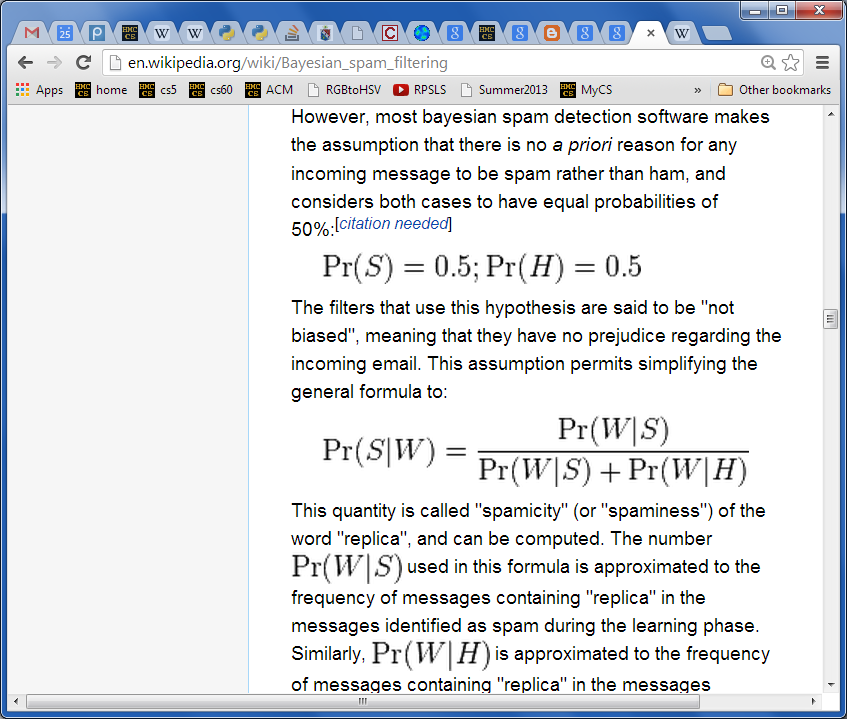 en.wikipedia.org/wiki/Bayesian_spam_filtering
Apps home cs5 cs60 ACM RGBtoHSV RPSLS Summer2013 MyCS » Other bookmarks
However, most bayesian spam detection software makes
the assumption that there is no a priori reason for any
incoming message to be spam rather than ham, and
considers both cases to have equal probabilities of
50%:[citation needed]
Pr(S) = 0.5; Pr(H) = 0.5
The filters that use this hypothesis are said to be "not
biased", meaning that they have no prejudice regarding the
incoming email. This assumption permits simplifying the
general formula to:
Pr(S|W) = Pr(W|S) / Pr(W|S) + Pr(W|H)
This quantity is called "spamicity" (or "spaminess") of the
word "replica", and can be computed. The number
Pr(W|S) used in this formula is approximated to the
frequency of messages containing "replica" in the
messages identified as spam during the learning phase.
Similarly, Pr(W|H) is approximated to the frequency
of messages containing "replica" in the messages